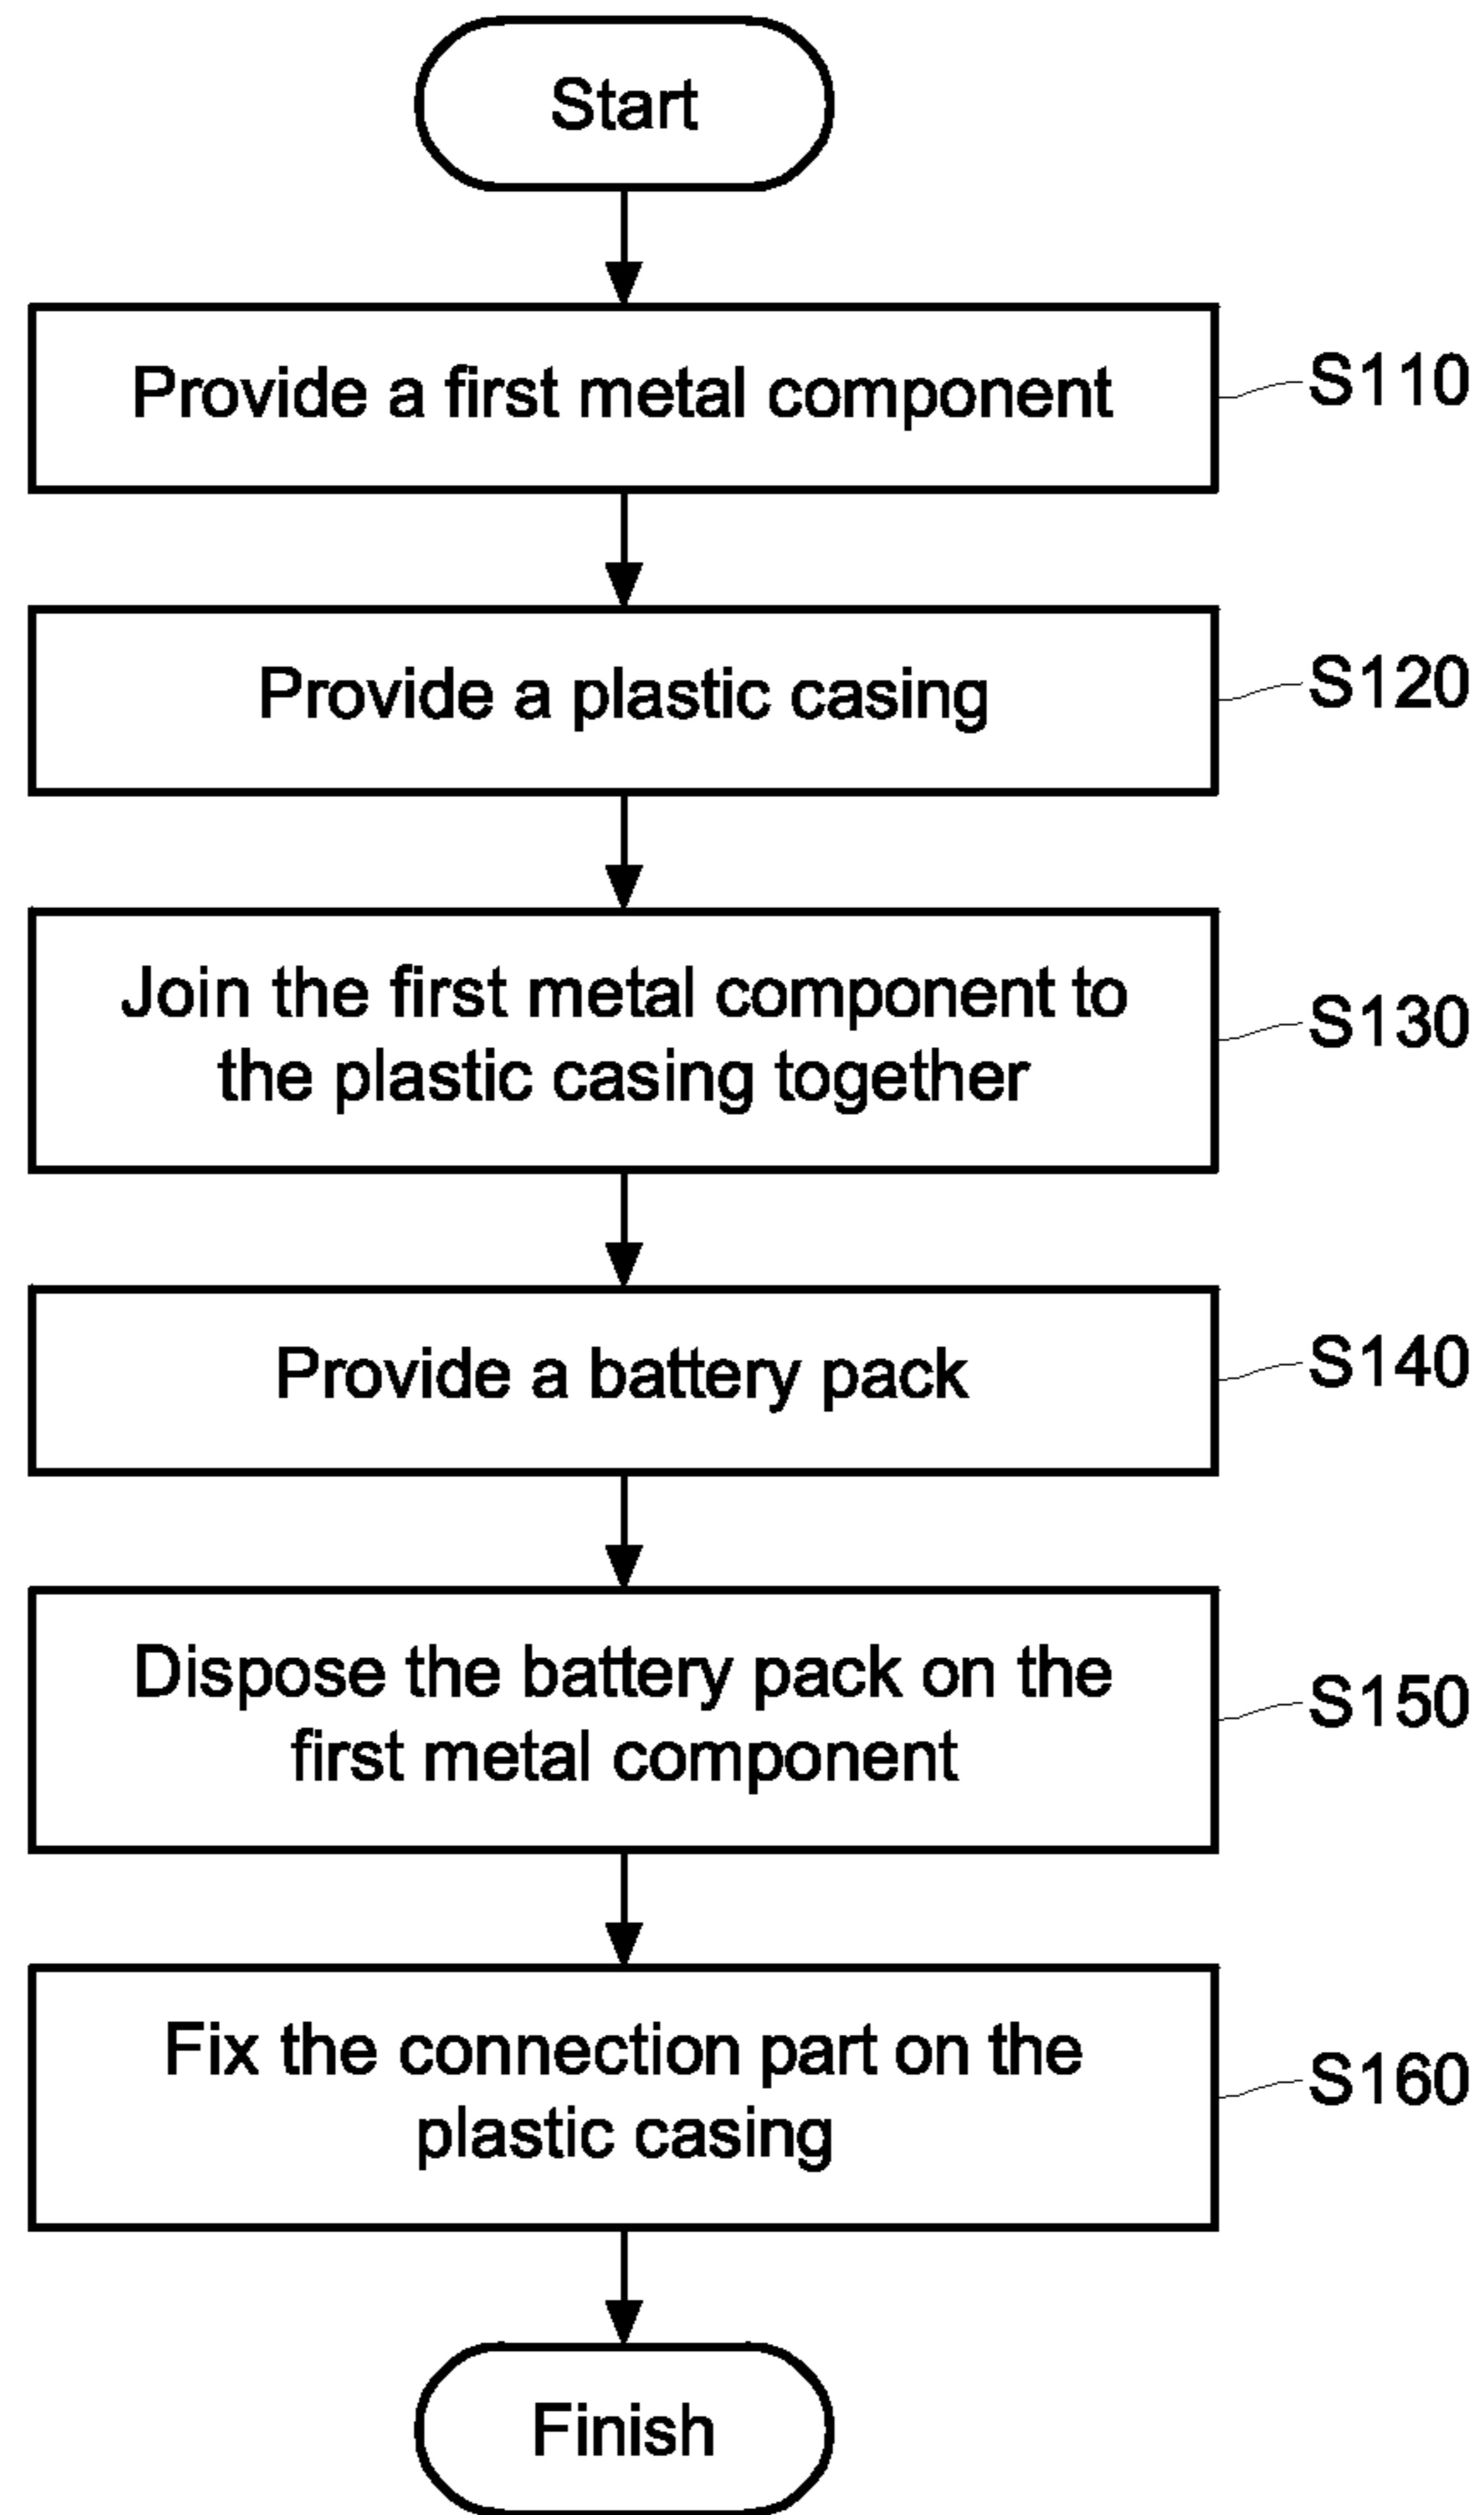 Start
Provide a first metal component
S110
Provide a plastic casing
S120
Join the first metal component to
the plastic casing together
S130
Provide a battery pack
S140
Dispose the battery pack on the
first metal component
S150
Fix the connection part on the
plastic casing
S160
Finish